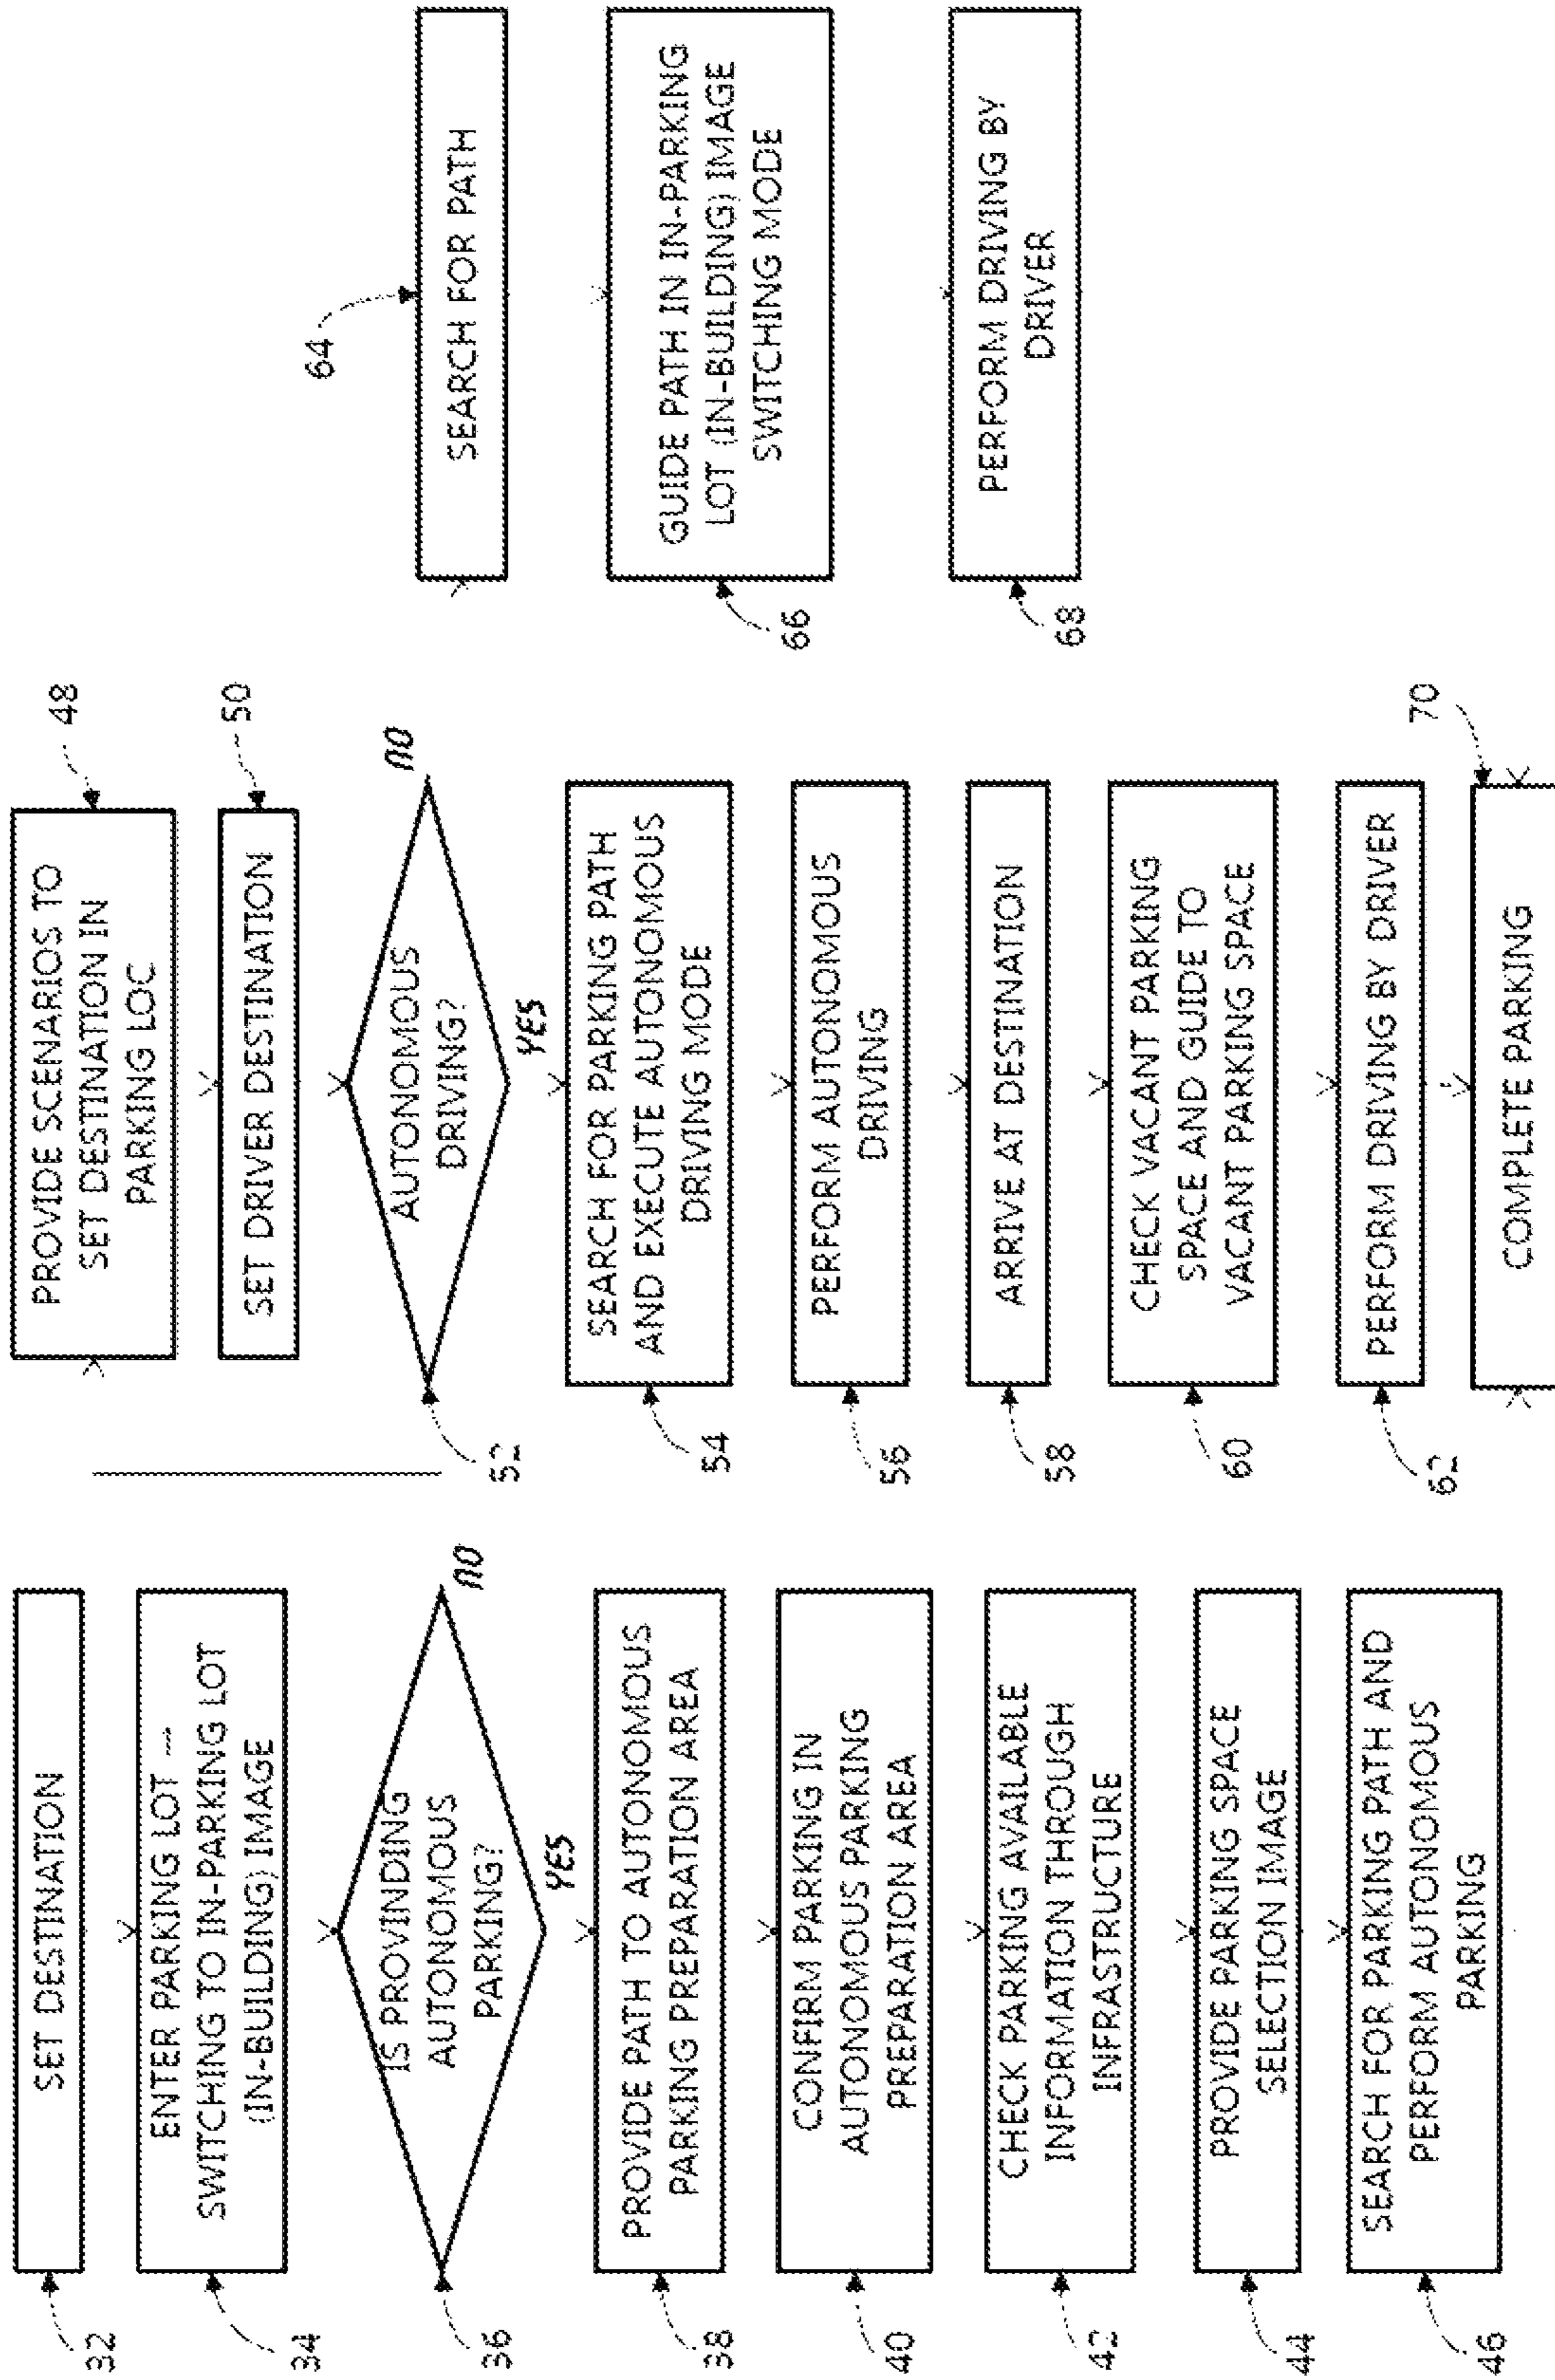 32
SET DESTINATION
34
ENTER PARKING LOT —
SWITCHING TO IN-PARKING LOT
(IN-BUILDING) IMAGE
36
IS PROVINDING
AUTONOMOUS
PARKING?
NO
YES
38
PROVIDE PATH TO AUTONOMOUS
PARKING PREPARATION AREA
40
CONFIRM PARKING IN
AUTONOMOUS PARKING
PREPARATION AREA
42
CHECK PARKING AVAILABLE
INFORMATION THROUGH
INFRASTRUCTURE
44
PROVIDE PARKING SPACE
SELECTION IMAGE
46
SEARCH FOR PARKING PATH AND
PERFORM AUTONOMOUS
PARKING
48
PROVIDE SCENARIOS TO
SET DESTINATION IN
PARKING LOC
50
SET DRIVER DESTINATION
52
AUTONOMOUS
DRIVING?
NO
YES
54
SEARCH FOR PARKING PATH
AND EXECUTE AUTONOMOUS
DRIVING MODE
56
PERFORM AUTONOMOUS
DRIVING
58
ARRIVE AT DESTINATION
60
CHECK VACANT PARKING
SPACE AND GUIDE TO
VACANT PARKING SPACE
62
PERFORM DRIVING BY DRIVER
70
COMPLETE PARKING
64
SEARCH FOR PATH
66
GUIDE PATH IN IN-PARKING
LOT (IN-BUILDING) IMAGE
SWITCHING MODE
68
PERFORM DRIVING BY
DRIVER